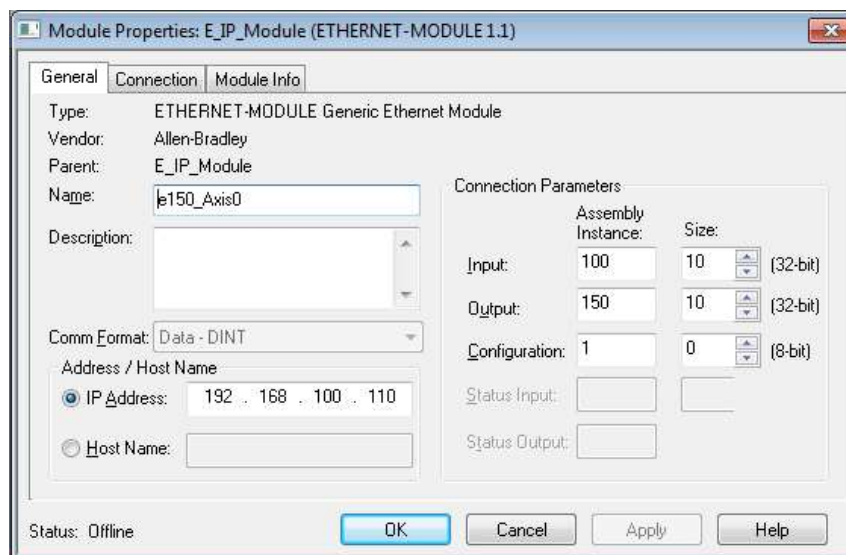 Module Properties: E_IP_Module (ETHERNET-MODULE 1.1)
General Connection Module Info
Type: ETHERNET-MODULE Generic Ethernet Module
Vendor: Allen-Bradley
Parent: E_IP_Module
Name: e150_Axis0
Description:
Comm Format: Data - DINT
Address / Host Name
IP Address: 192 . 168 . 100 . 110
Host Name:
Connection Parameters
Assembly
Instance: Size:
Input: 100 10 (32-bit)
Output: 150 10 (32-bit)
Configuration: 1 0 (8-bit)
Status Input:
Status Output:
Status: Offline OK Cancel Apply Help